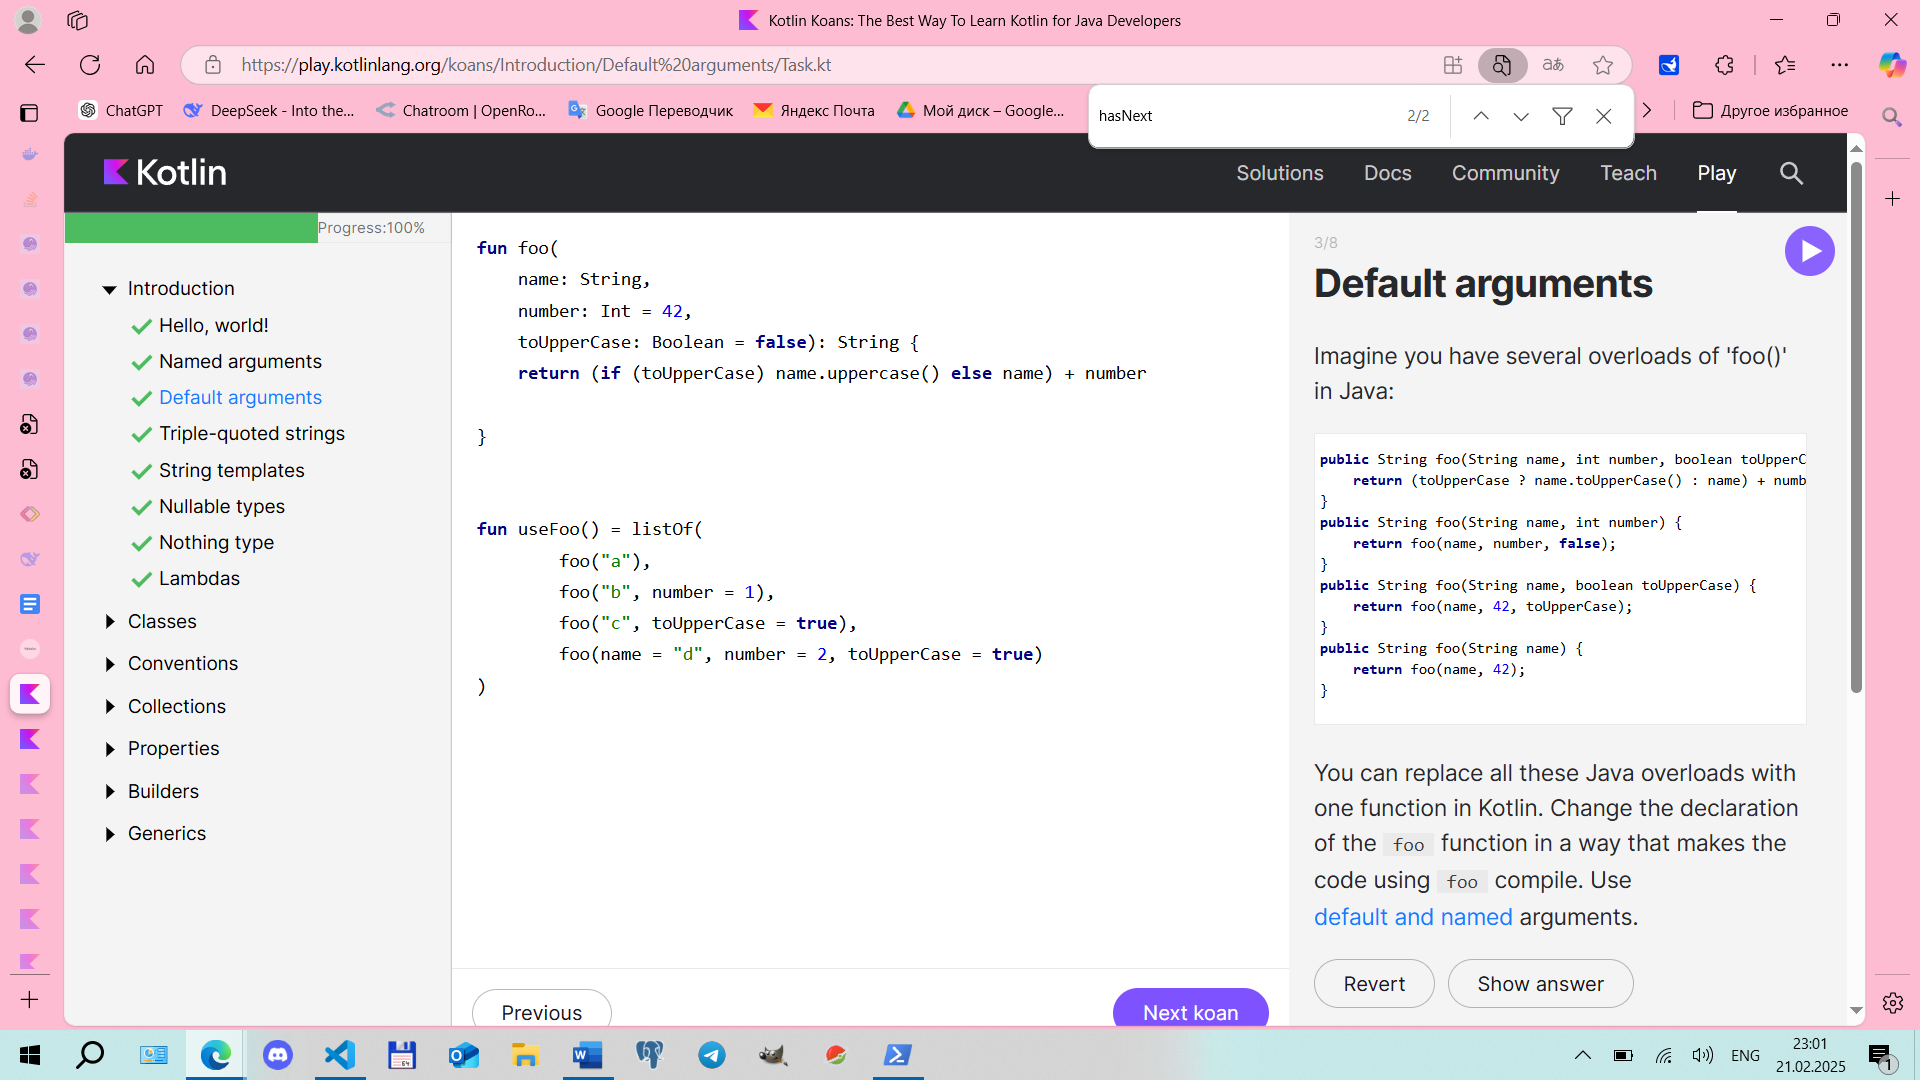 Kotlin Koans: The Best Way To Learn Kotlin for Java Developers
https://play.kotlinlang.org/koans/Introduction/Default%20arguments/Task.kt
aあ
ChatGPT
DeepSeek - Into the...
Chatroom | OpenRo...
Google Переводчик
Яндекс Почта
Мой диск – Google...
hasNext
2/2
Другое избранное
Kotlin
Solutions
Docs
Community
Teach
Play
Progress:100%
Introduction
Hello, world!
Named arguments
Default arguments
Triple-quoted strings
String templates
Nullable types
Nothing type
Lambdas
Classes
Conventions
Collections
Properties
Builders
Generics
fun foo(
name: String,
number: Int = 42,
toUpperCase: Boolean = false): String {
return (if (toUpperCase) name.uppercase() else name) + number
}
fun useFoo() = listOf(
foo("a"),
foo("b", number = 1),
foo("c", toUpperCase = true),
foo(name = "d", number = 2, toUpperCase = true)
)
Previous
Next koan
3/8
Default arguments
Imagine you have several overloads of 'foo()'
in Java:
public String foo(String name, int number, boolean toUpperC
return (toUpperCase ? name.toUpperCase() : name) + numb
}
public String foo(String name, int number) {
return foo(name, number, false);
}
public String foo(String name, boolean toUpperCase) {
return foo(name, 42, toUpperCase);
}
public String foo(String name) {
return foo(name, 42);
}
You can replace all these Java overloads with
one function in Kotlin. Change the declaration
of the foo function in a way that makes the
code using foo compile. Use
default and named arguments.
Revert
Show answer
64
ENG
23:01
21.02.2025
1